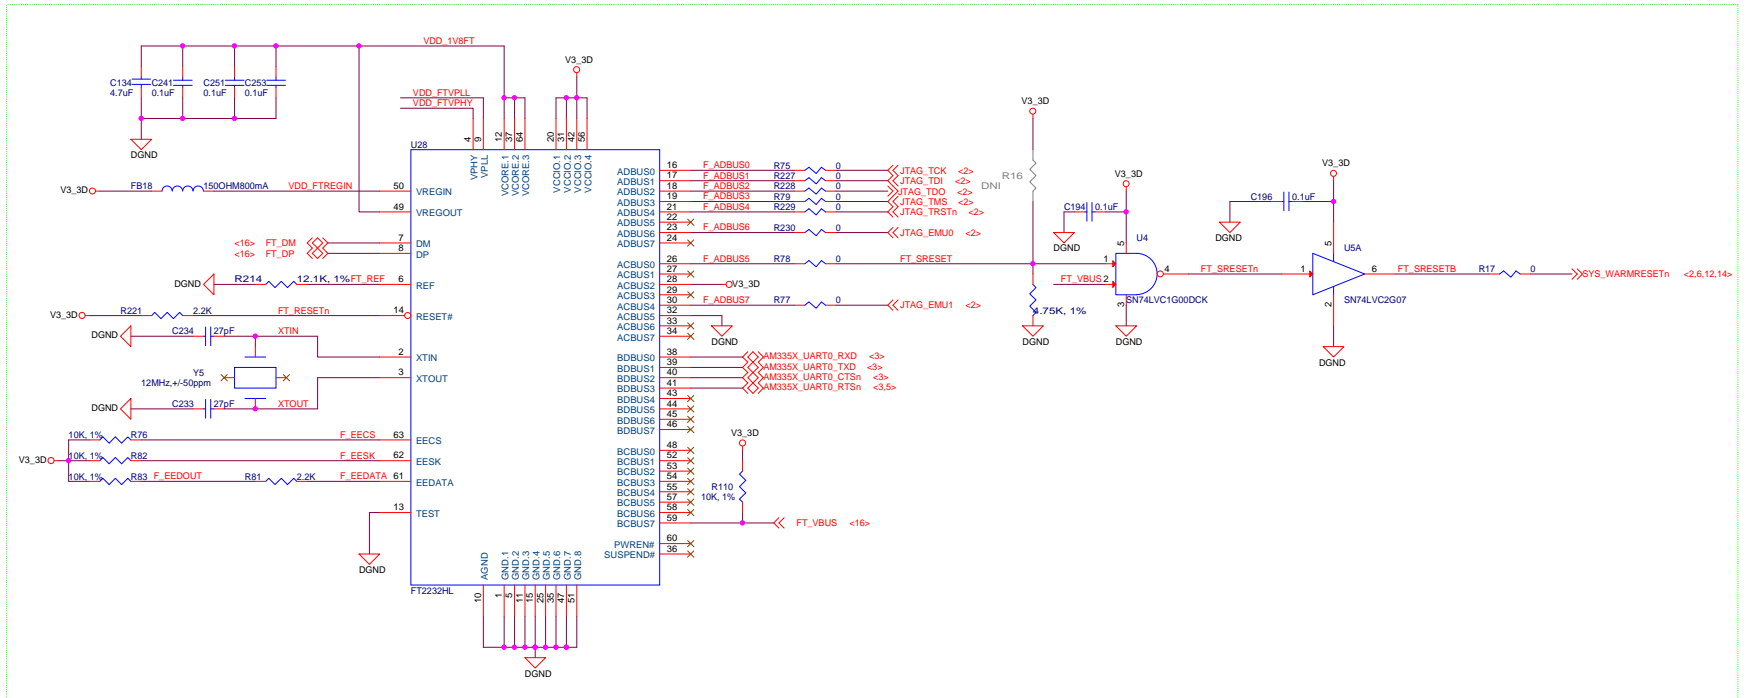 VDD_1V8FT
V3_3D
C134
4.7uF
C241
0.1uF
C251
0.1uF
C253
0.1uF
DGND
VDD_FTVPLL
VDD_FTVPHY
4
9
12
37
64
20
31
42
56
VPHY
VPLL
VCORE.1
VCORE.2
VCORE.3
VCCIO.1
VCCIO.2
VCCIO.3
VCCIO.4
U28
V3_3D
FB18
150OHM800mA
VDD_FTREGIN
50
VREGIN
49
VREGOUT
<16> FT_DM
7
DM
<16> FT_DP
8
DP
DGND
R214
12.1K, 1%
FT_REF
6
REF
V3_3D
R221
2.2K
FT_RESETn
14
RESET#
DGND
C234
27pF
XTIN
2
XTIN
Y5
12MHz,+/-50ppm
3
XTOUT
DGND
C233
27pF
XTOUT
V3_3D
10K, 1%
R76
F_EECS
63
EECS
10K, 1%
R82
F_EESK
62
EESK
10K, 1%
R83
F_EEDOUT
R81
2.2K
F_EEDATA
61
EEDATA
13
TEST
DGND
AGND
GND.1
GND.2
GND.3
GND.4
GND.5
GND.6
GND.7
GND.8
10
1
5
11
15
25
35
47
51
FT2232HL
DGND
ADBUS0 16 F_ADBUS0 R75 0 JTAG_TCK <2>
ADBUS1 17 F_ADBUS1 R227 0 JTAG_TDI <2>
ADBUS2 18 F_ADBUS2 R228 0 JTAG_TDO <2>
ADBUS3 19 F_ADBUS3 R79 0 JTAG_TMS <2>
ADBUS4 21 F_ADBUS4 R229 0 JTAG_TRSTn <2>
ADBUS5 22
ADBUS6 23 F_ADBUS6 R230 0 JTAG_EMU0 <2>
ADBUS7 24
ACBUS0 26 F_ADBUS5 R78 0 FT_SRESET
ACBUS1 27
ACBUS2 28 V3_3D
ACBUS3 29
ACBUS4 30 F_ADBUS7 R77 0 JTAG_EMU1 <2>
ACBUS5 32
ACBUS6 33
ACBUS7 34
DGND
BDBUS0 38 AM335X_UART0_RXD <3>
BDBUS1 39 AM335X_UART0_TXD <3>
BDBUS2 40 AM335X_UART0_CTSn <3>
BDBUS3 41 AM335X_UART0_RTSn <3,5>
BDBUS4 43
BDBUS5 44
BDBUS6 45
BDBUS7 46
BCBUS0 48
BCBUS1 52
BCBUS2 53
BCBUS3 54
BCBUS4 55
BCBUS5 57
BCBUS6 58
BCBUS7 59
V3_3D
R110
10K, 1%
FT_VBUS <16>
PWREN# 60
SUSPEND# 36
V3_3D
R16
DNI
4.75K, 1%
DGND
V3_3D
C194
0.1uF
DGND
U4
5
1
FT_VBUS
2
4
3
SN74LVC1G00DCK
DGND
FT_SRESETn
V3_3D
C196
0.1uF
DGND
U5A
5
1
6
2
SN74LVC2G07
DGND
FT_SRESETB
R17
0
SYS_WARMRESETn <2,6,12,14>